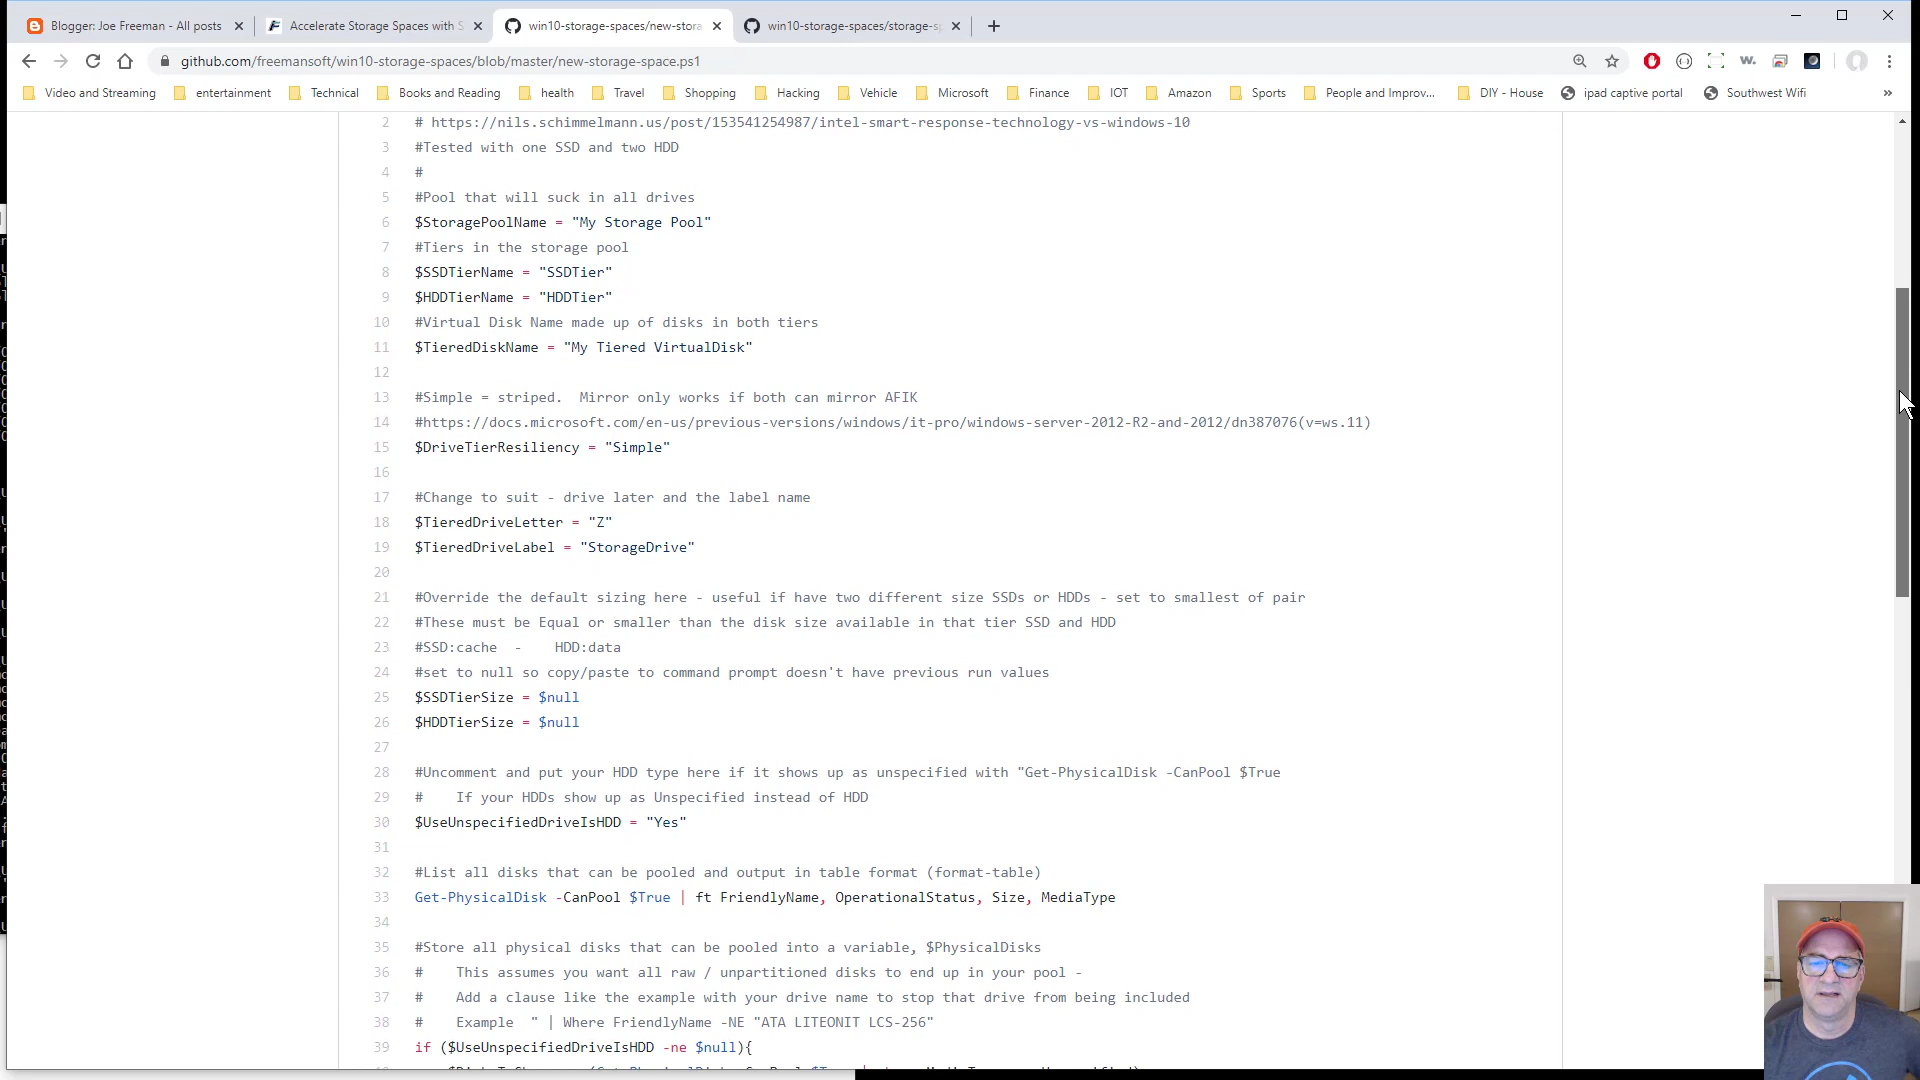 Blogger: Joe Freeman - All posts
Accelerate Storage Spaces with S
win10-storage-spaces/new-stora
win10-storage-spaces/storage-s
github.com/freemansoft/win10-storage-spaces/blob/master/new-storage-space.ps1
Video and Streaming
entertainment
Technical
Books and Reading
health
Travel
Shopping
Hacking
Vehicle
Microsoft
Finance
IOT
Amazon
Sports
People and Improv...
DIY - House
ipad captive portal
Southwest Wifi
»
2 # https://nils.schimmelmann.us/post/153541254987/intel-smart-response-technology-vs-windows-10
3 #Tested with one SSD and two HDD
4 #
5 #Pool that will suck in all drives
6 $StoragePoolName = "My Storage Pool"
7 #Tiers in the storage pool
8 $SSDTierName = "SSDTier"
9 $HDDTierName = "HDDTier"
10 #Virtual Disk Name made up of disks in both tiers
11 $TieredDiskName = "My Tiered VirtualDisk"
12
13 #Simple = striped.  Mirror only works if both can mirror AFIK
14 #https://docs.microsoft.com/en-us/previous-versions/windows/it-pro/windows-server-2012-R2-and-2012/dn387076(v=ws.11)
15 $DriveTierResiliency = "Simple"
16
17 #Change to suit - drive later and the label name
18 $TieredDriveLetter = "Z"
19 $TieredDriveLabel = "StorageDrive"
20
21 #Override the default sizing here - useful if have two different size SSDs or HDDs - set to smallest of pair
22 #These must be Equal or smaller than the disk size available in that tier SSD and HDD
23 #SSD:cache  -    HDD:data
24 #set to null so copy/paste to command prompt doesn't have previous run values
25 $SSDTierSize = $null
26 $HDDTierSize = $null
27
28 #Uncomment and put your HDD type here if it shows up as unspecified with "Get-PhysicalDisk -CanPool $True
29 #    If your HDDs show up as Unspecified instead of HDD
30 $UseUnspecifiedDriveIsHDD = "Yes"
31
32 #List all disks that can be pooled and output in table format (format-table)
33 Get-PhysicalDisk -CanPool $True | ft FriendlyName, OperationalStatus, Size, MediaType
34
35 #Store all physical disks that can be pooled into a variable, $PhysicalDisks
36 #    This assumes you want all raw / unpartitioned disks to end up in your pool -
37 #    Add a clause like the example with your drive name to stop that drive from being included
38 #    Example  " | Where FriendlyName -NE "ATA LITEONIT LCS-256"
39 if ($UseUnspecifiedDriveIsHDD -ne $null){